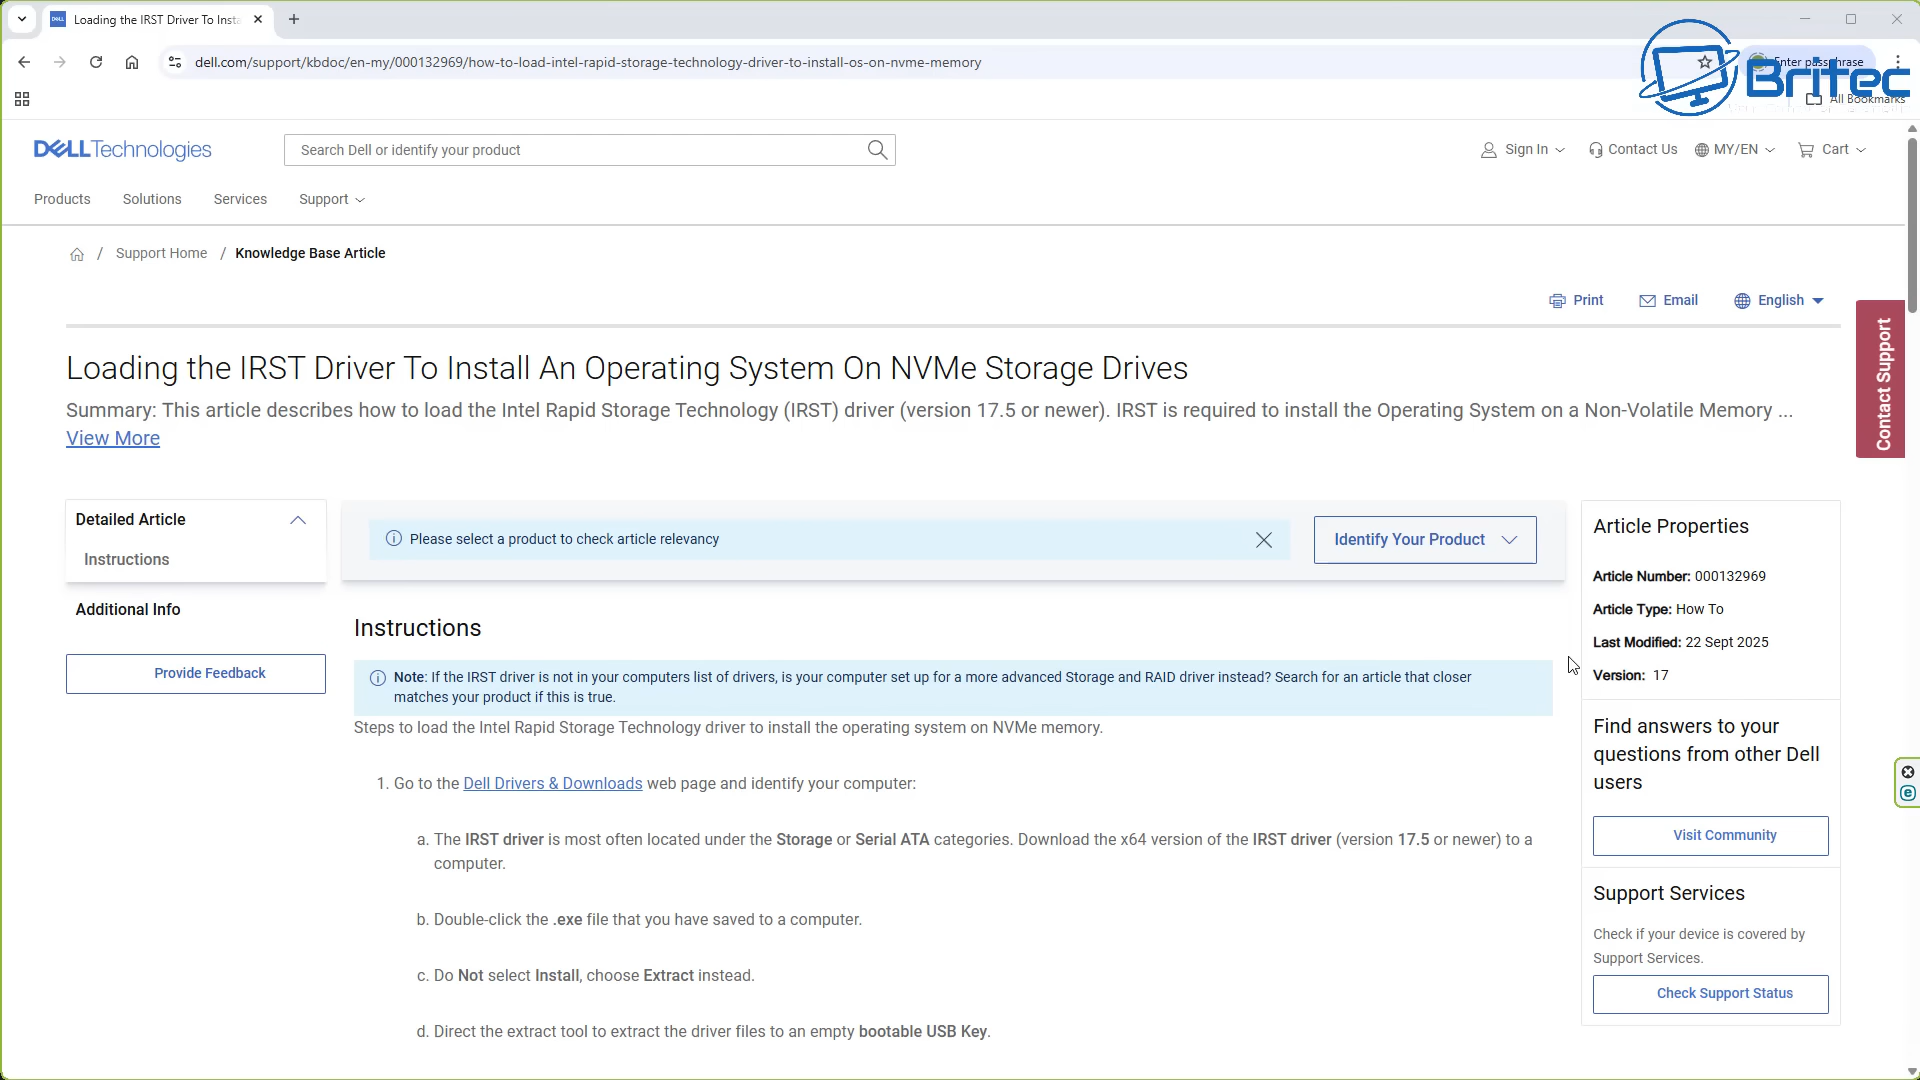 Loading the IRST Driver To Insta
dell.com/support/kbdoc/en-my/000132969/how-to-load-intel-rapid-storage-technology-driver-to-install-os-on-nvme-memory
Enter passphrase
Britec
All Bookmarks
DELL Technologies
Search Dell or identify your product
Sign In
Contact Us
MY/EN
Cart
Products
Solutions
Services
Support
/ Support Home / Knowledge Base Article
Print
Email
English
Contact Support
Loading the IRST Driver To Install An Operating System On NVMe Storage Drives
Summary: This article describes how to load the Intel Rapid Storage Technology (IRST) driver (version 17.5 or newer). IRST is required to install the Operating System on a Non-Volatile Memory ...
View More
Detailed Article
Instructions
Additional Info
Provide Feedback
Please select a product to check article relevancy
Identify Your Product
Instructions
Note: If the IRST driver is not in your computers list of drivers, is your computer set up for a more advanced Storage and RAID driver instead? Search for an article that closer
matches your product if this is true.
Steps to load the Intel Rapid Storage Technology driver to install the operating system on NVMe memory.
1. Go to the Dell Drivers & Downloads web page and identify your computer:
a. The IRST driver is most often located under the Storage or Serial ATA categories. Download the x64 version of the IRST driver (version 17.5 or newer) to a
computer.
b. Double-click the .exe file that you have saved to a computer.
c. Do Not select Install, choose Extract instead.
d. Direct the extract tool to extract the driver files to an empty bootable USB Key.
Article Properties
Article Number: 000132969
Article Type: How To
Last Modified: 22 Sept 2025
Version: 17
Find answers to your
questions from other Dell
users
Visit Community
Support Services
Check if your device is covered by
Support Services.
Check Support Status